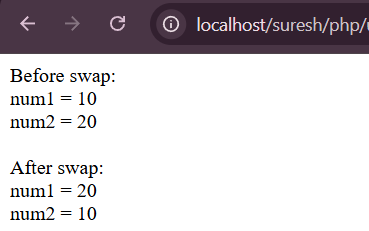 localhost/suresh/php/
Before swap:
num1 = 10
num2 = 20
After swap:
num1 = 20
num2 = 10